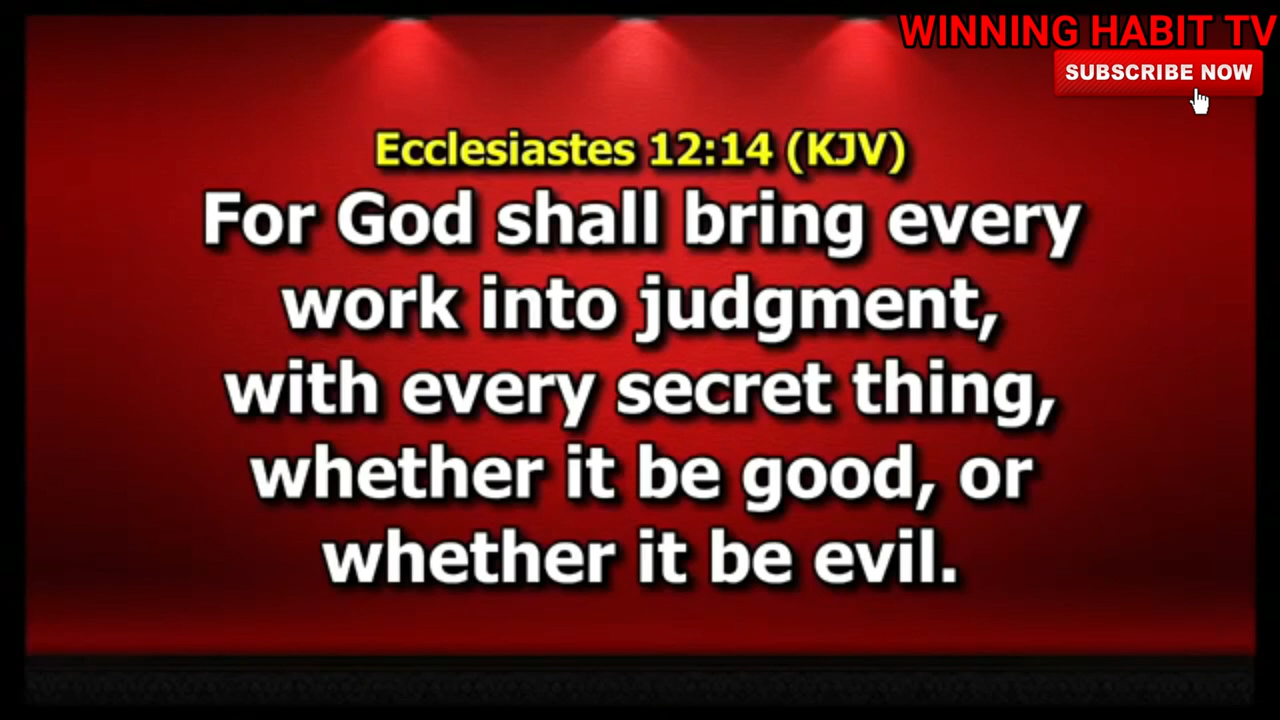 WINNING HABIT TV
SUBSCRIBE NOW
Ecclesiastes 12:14 (KJV)
For God shall bring every
work into judgment,
with every secret thing,
whether it be good, or
whether it be evil.